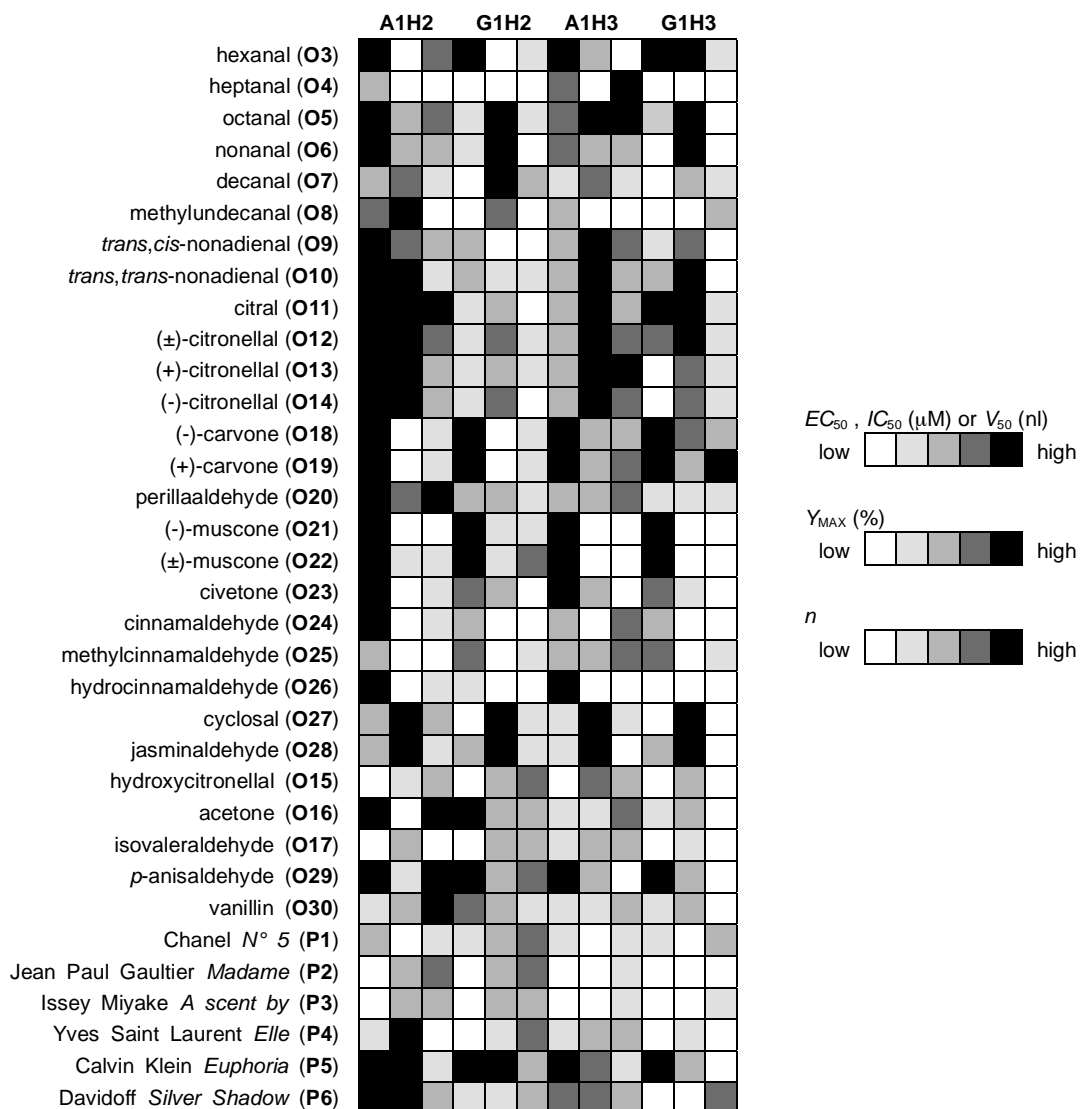 A1H2 G1H2 A1H3 G1H3
hexanal (O3)
heptanal (O4)
octanal (O5)
nonanal (O6)
decanal (O7)
methylundecanal (O8)
trans,cis-nonadienal (O9)
trans,trans-nonadienal (O10)
citral (O11)
(±)-citronellal (O12)
(+)-citronellal (O13)
(-)-citronellal (O14)
(-)-carvone (O18)
(+)-carvone (O19)
perillaaldehyde (O20)
(-)-muscone (O21)
(±)-muscone (O22)
civetone (O23)
cinnamaldehyde (O24)
methylcinnamaldehyde (O25)
hydrocinnamaldehyde (O26)
cyclosal (O27)
jasminaldehyde (O28)
hydroxycitronellal (O15)
acetone (O16)
isovaleraldehyde (O17)
p-anisaldehyde (O29)
vanillin (O30)
Chanel N° 5 (P1)
Jean Paul Gaultier Madame (P2)
Issey Miyake A scent by (P3)
Yves Saint Laurent Elle (P4)
Calvin Klein Euphoria (P5)
Davidoff Silver Shadow (P6)
EC50 , IC50 (µM) or V50 (nl)
low high
YMAX (%)
low high
n
low high